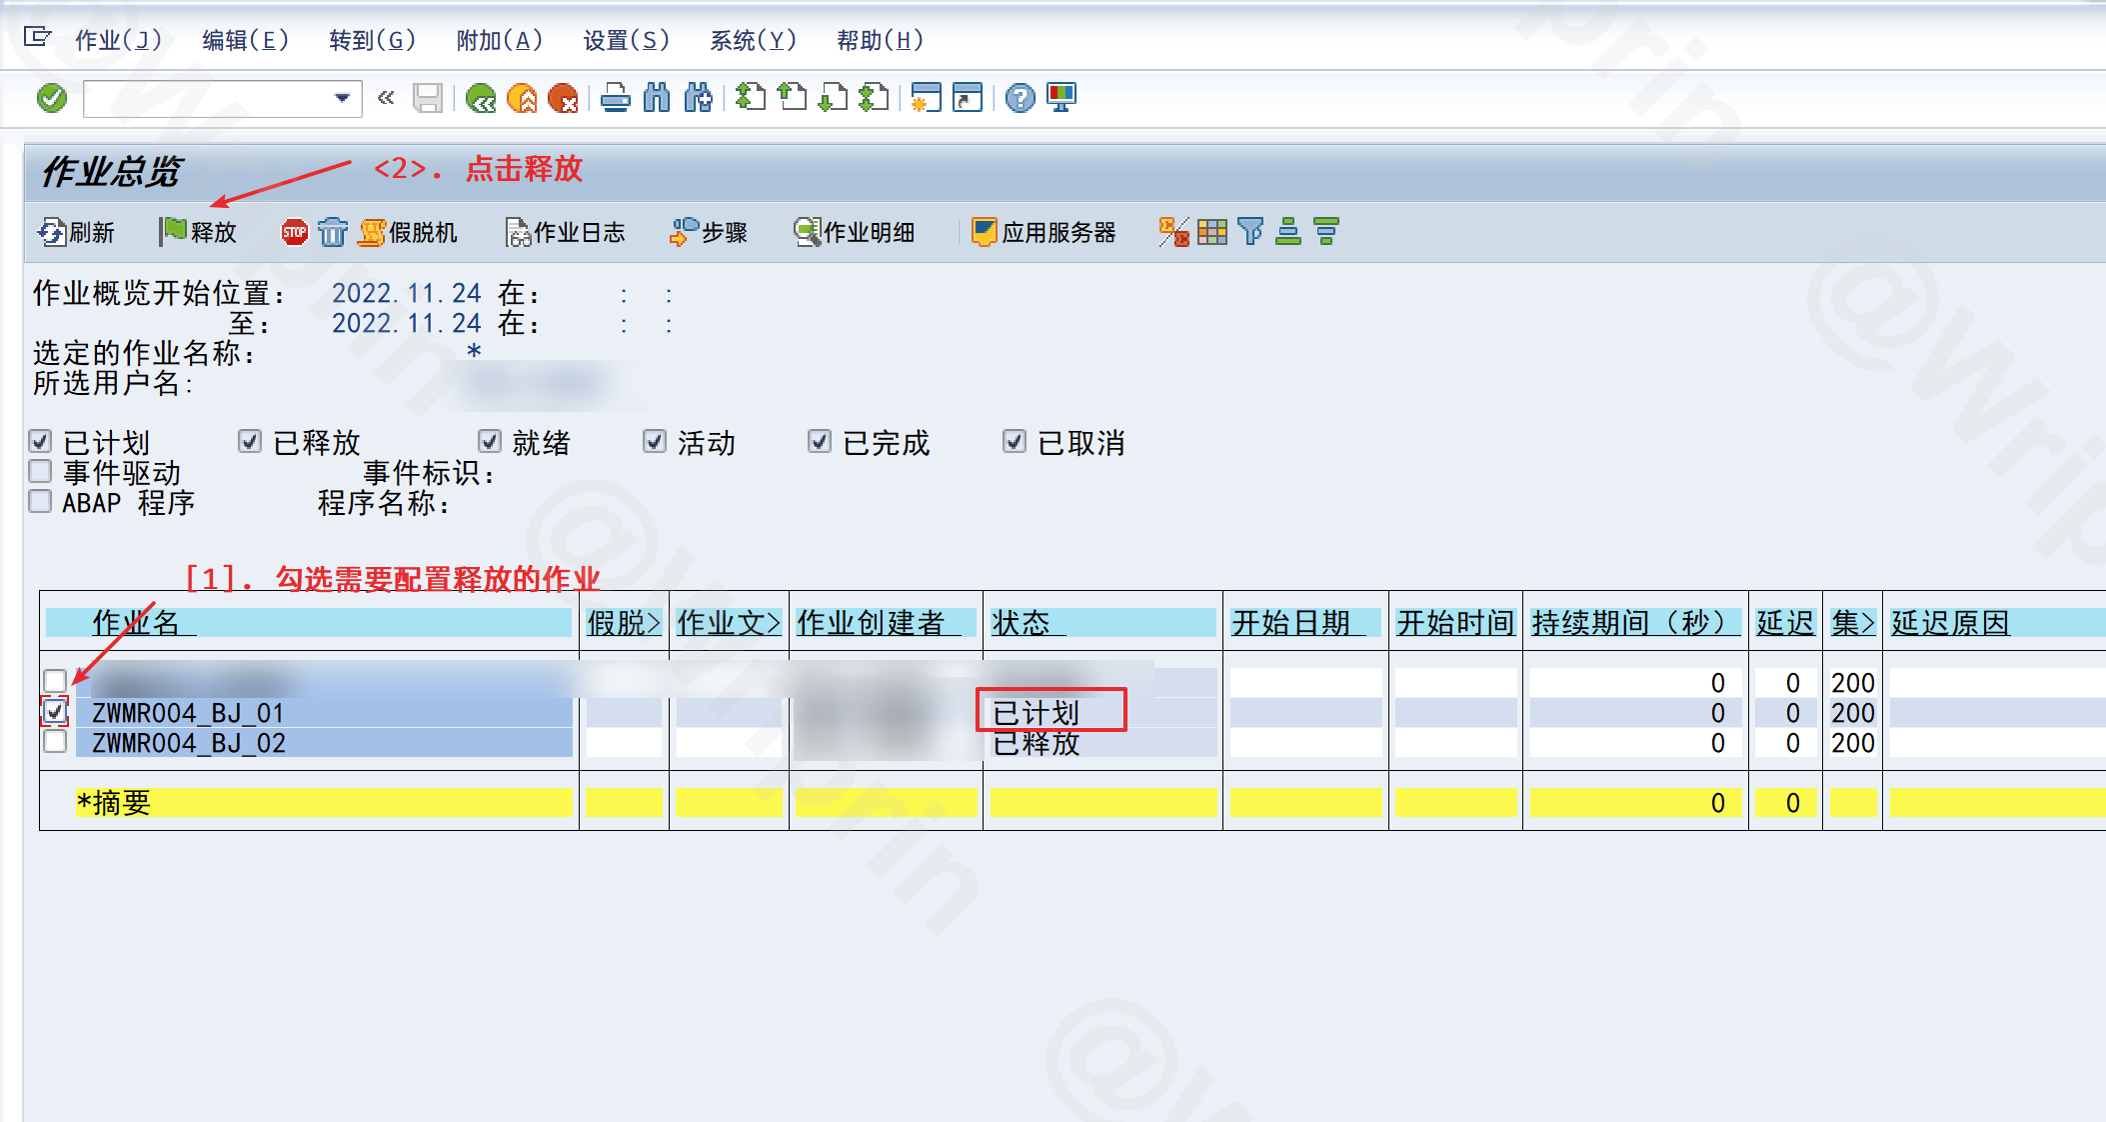 作业(J) 编辑(E) 转到(G) 附加(A) 设置(S) 系统(Y) 帮助(H)
作业总览
<2>. 点击释放
刷新 释放 STOP 假脱机 作业日志 步骤 作业明细 应用服务器
作业概览开始位置: 2022.11.24 在: : :
至: 2022.11.24 在: : :
选定的作业名称: *
所选用户名:
已计划 已释放 就绪 活动 已完成 已取消
事件驱动 事件标识:
ABAP 程序 程序名称:
[1]. 勾选需要配置释放的作业
作业名 假脱> 作业文> 作业创建者 状态 开始日期 开始时间 持续期间（秒） 延迟 集> 延迟原因
0 0 200
ZWMR004_BJ_01 已计划 0 0 200
ZWMR004_BJ_02 已释放 0 0 200
*摘要 0 0
@Wriprin